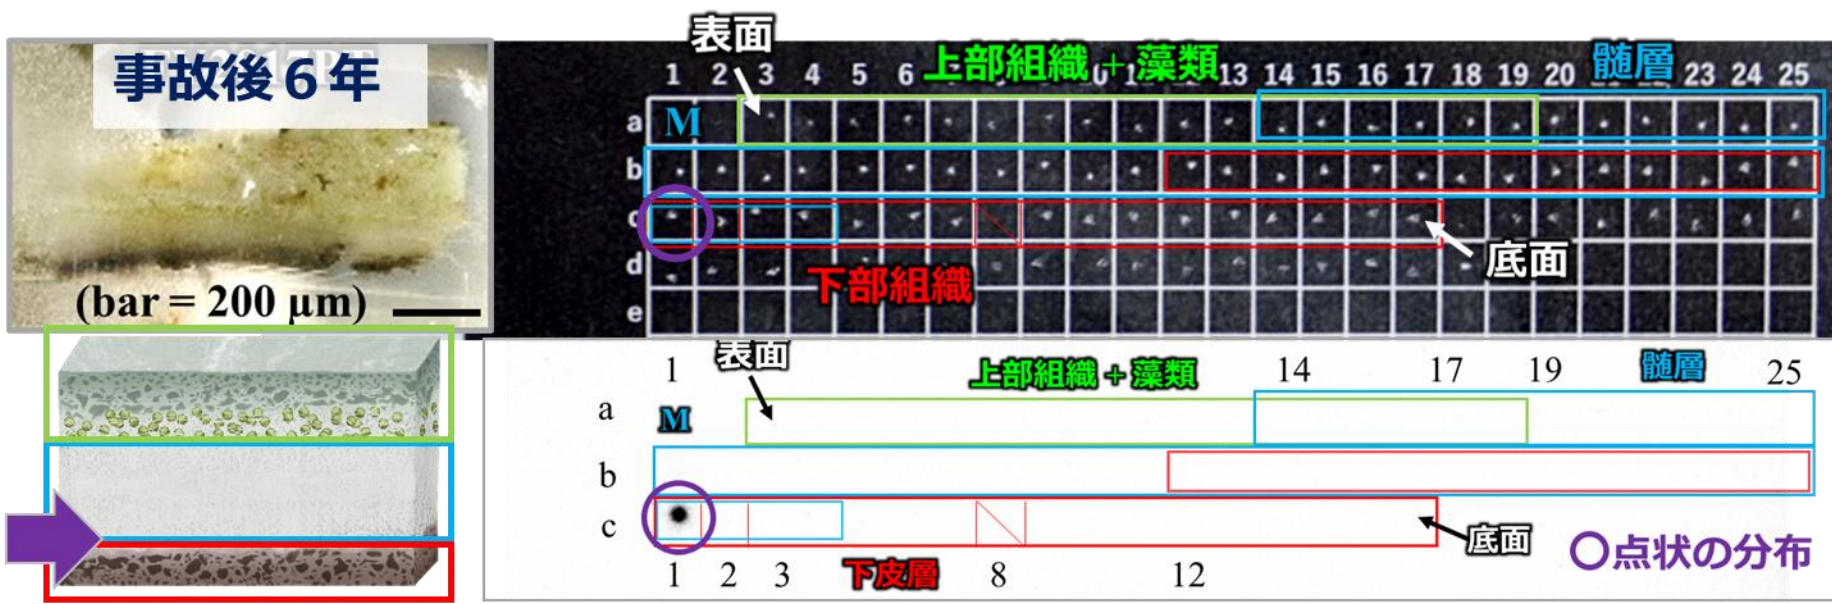 事故後6年
(bar = 200 µm)
表面
上部組織 + 藻類
髄層
1 2 3 4 5 6 13 14 15 16 17 18 19 20 23 24 25
a M
b
c
d
e
下部組織
底面
表面
1 上部組織 + 藻類 14 17 19 髄層 25
a M
b
c
底面
1 2 3 下皮層 8 12
○点状の分布